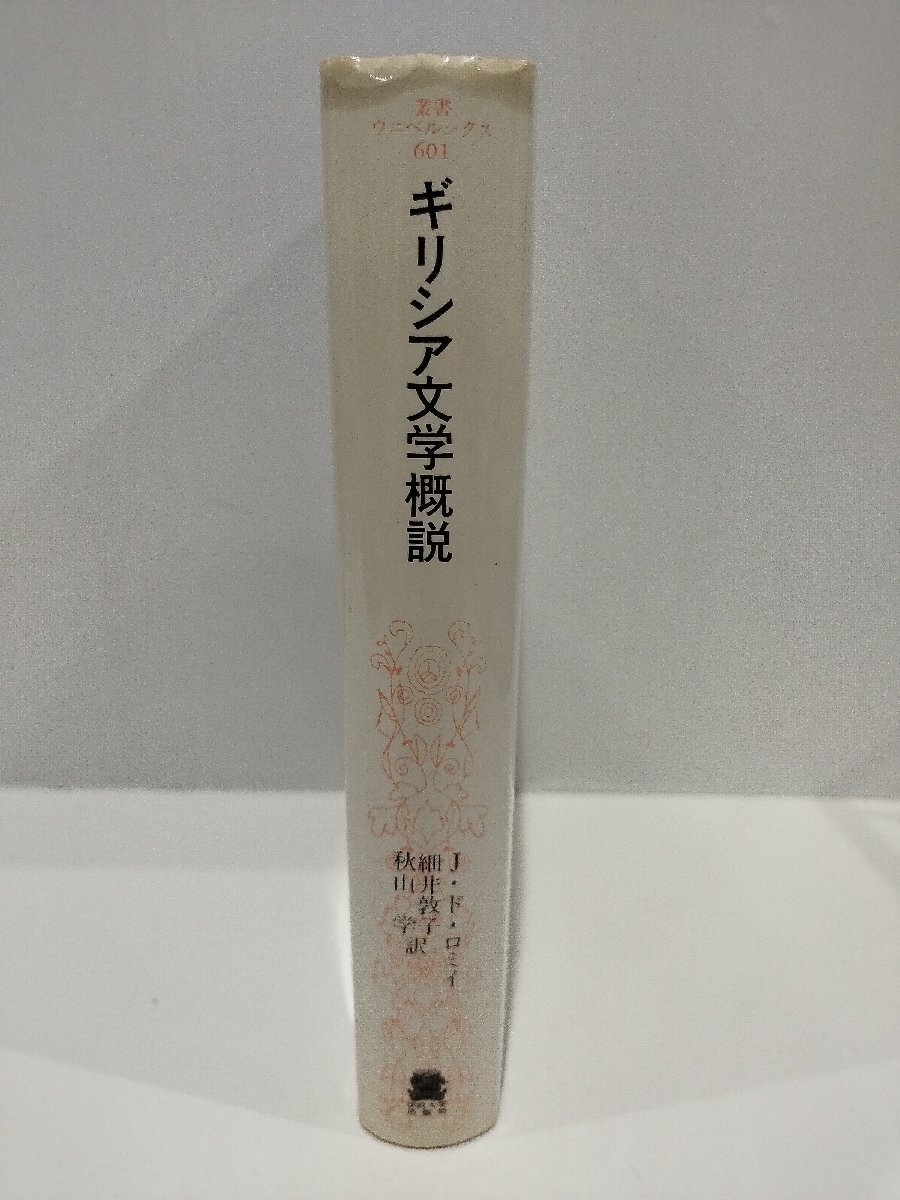 叢書
ウニベルシタス
601
ギリシア文学概説
J・ド・ロミイ
細井敦子
秋山 学 訳